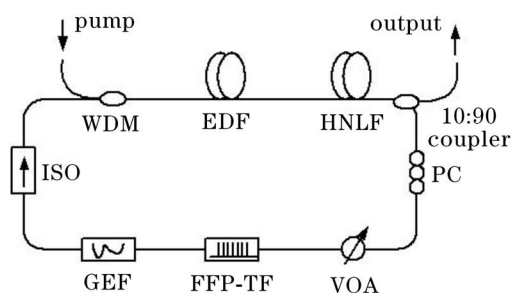 pump
output
WDM
EDF
HNLF
10:90
coupler
ISO
PC
GEF
FFP-TF
VOA